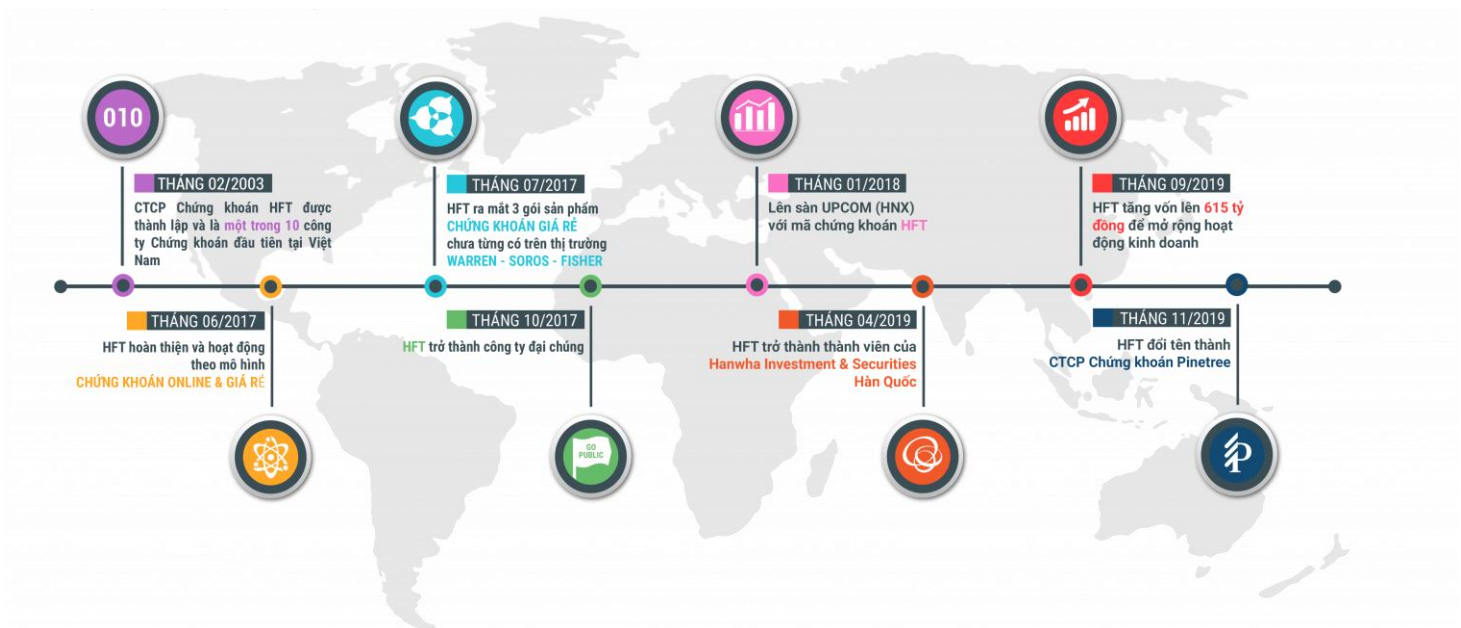 010
THÁNG 02/2003
CTCP Chứng khoán HFT được
thành lập và là một trong 10 công
ty Chứng khoán đầu tiên tại Việt
Nam
THÁNG 06/2017
HFT hoàn thiện và hoạt động
theo mô hình
CHỨNG KHOÁN ONLINE & GIÁ RẺ
THÁNG 07/2017
HFT ra mắt 3 gói sản phẩm
CHỨNG KHOÁN GIÁ RẺ
chưa từng có trên thị trường
WARREN - SOROS - FISHER
THÁNG 10/2017
HFT trở thành công ty đại chúng
GO
PUBLIC
THÁNG 01/2018
Lên sàn UPCOM (HNX)
với mã chứng khoán HFT
THÁNG 04/2019
HFT trở thành thành viên của
Hanwha Investment & Securities
Hàn Quốc
THÁNG 09/2019
HFT tăng vốn lên 615 tỷ
đồng để mở rộng hoạt
động kinh doanh
THÁNG 11/2019
HFT đổi tên thành
CTCP Chứng khoán Pinetree
P